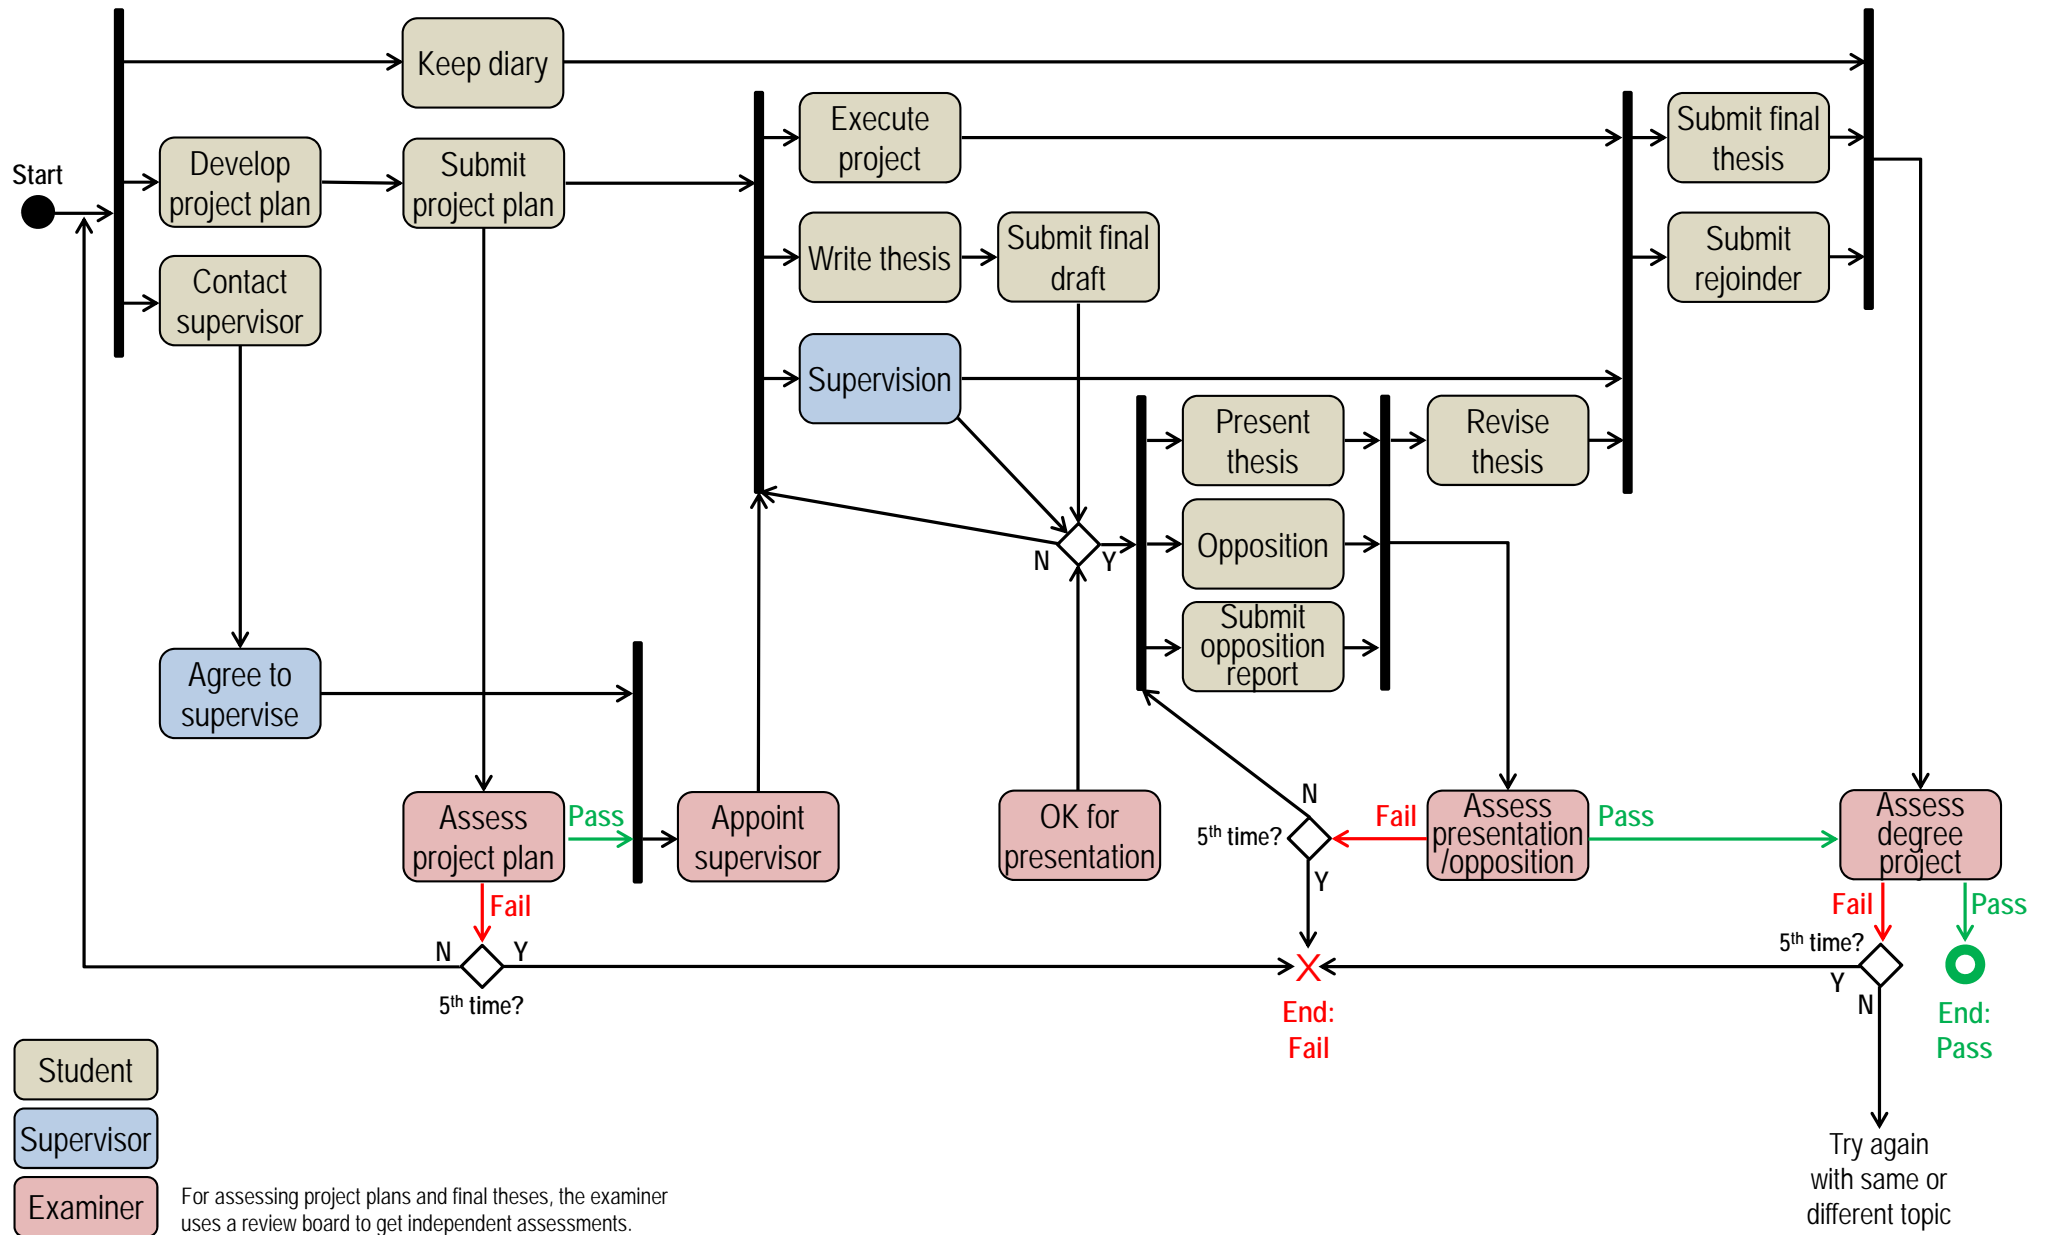 Keep diary
Execute
project
Submit final
thesis
Start
Develop
project plan
Submit
project plan
Write thesis
Submit final
draft
Submit
rejoinder
Contact
supervisor
Supervision
Present
thesis
Revise
thesis
N
Y
Opposition
Submit
opposition
report
Agree to
supervise
Assess
project plan
Pass
Appoint
supervisor
OK for
presentation
N
5th time?
Y
Fail
Assess
presentation
/opposition
Pass
Assess
degree
project
Fail
N
Y
5th time?
Fail
Pass
5th time?
Y
N
End:
Fail
End:
Pass
Student
Supervisor
Examiner
For assessing project plans and final theses, the examiner
uses a review board to get independent assessments.
Try again
with same or
different topic